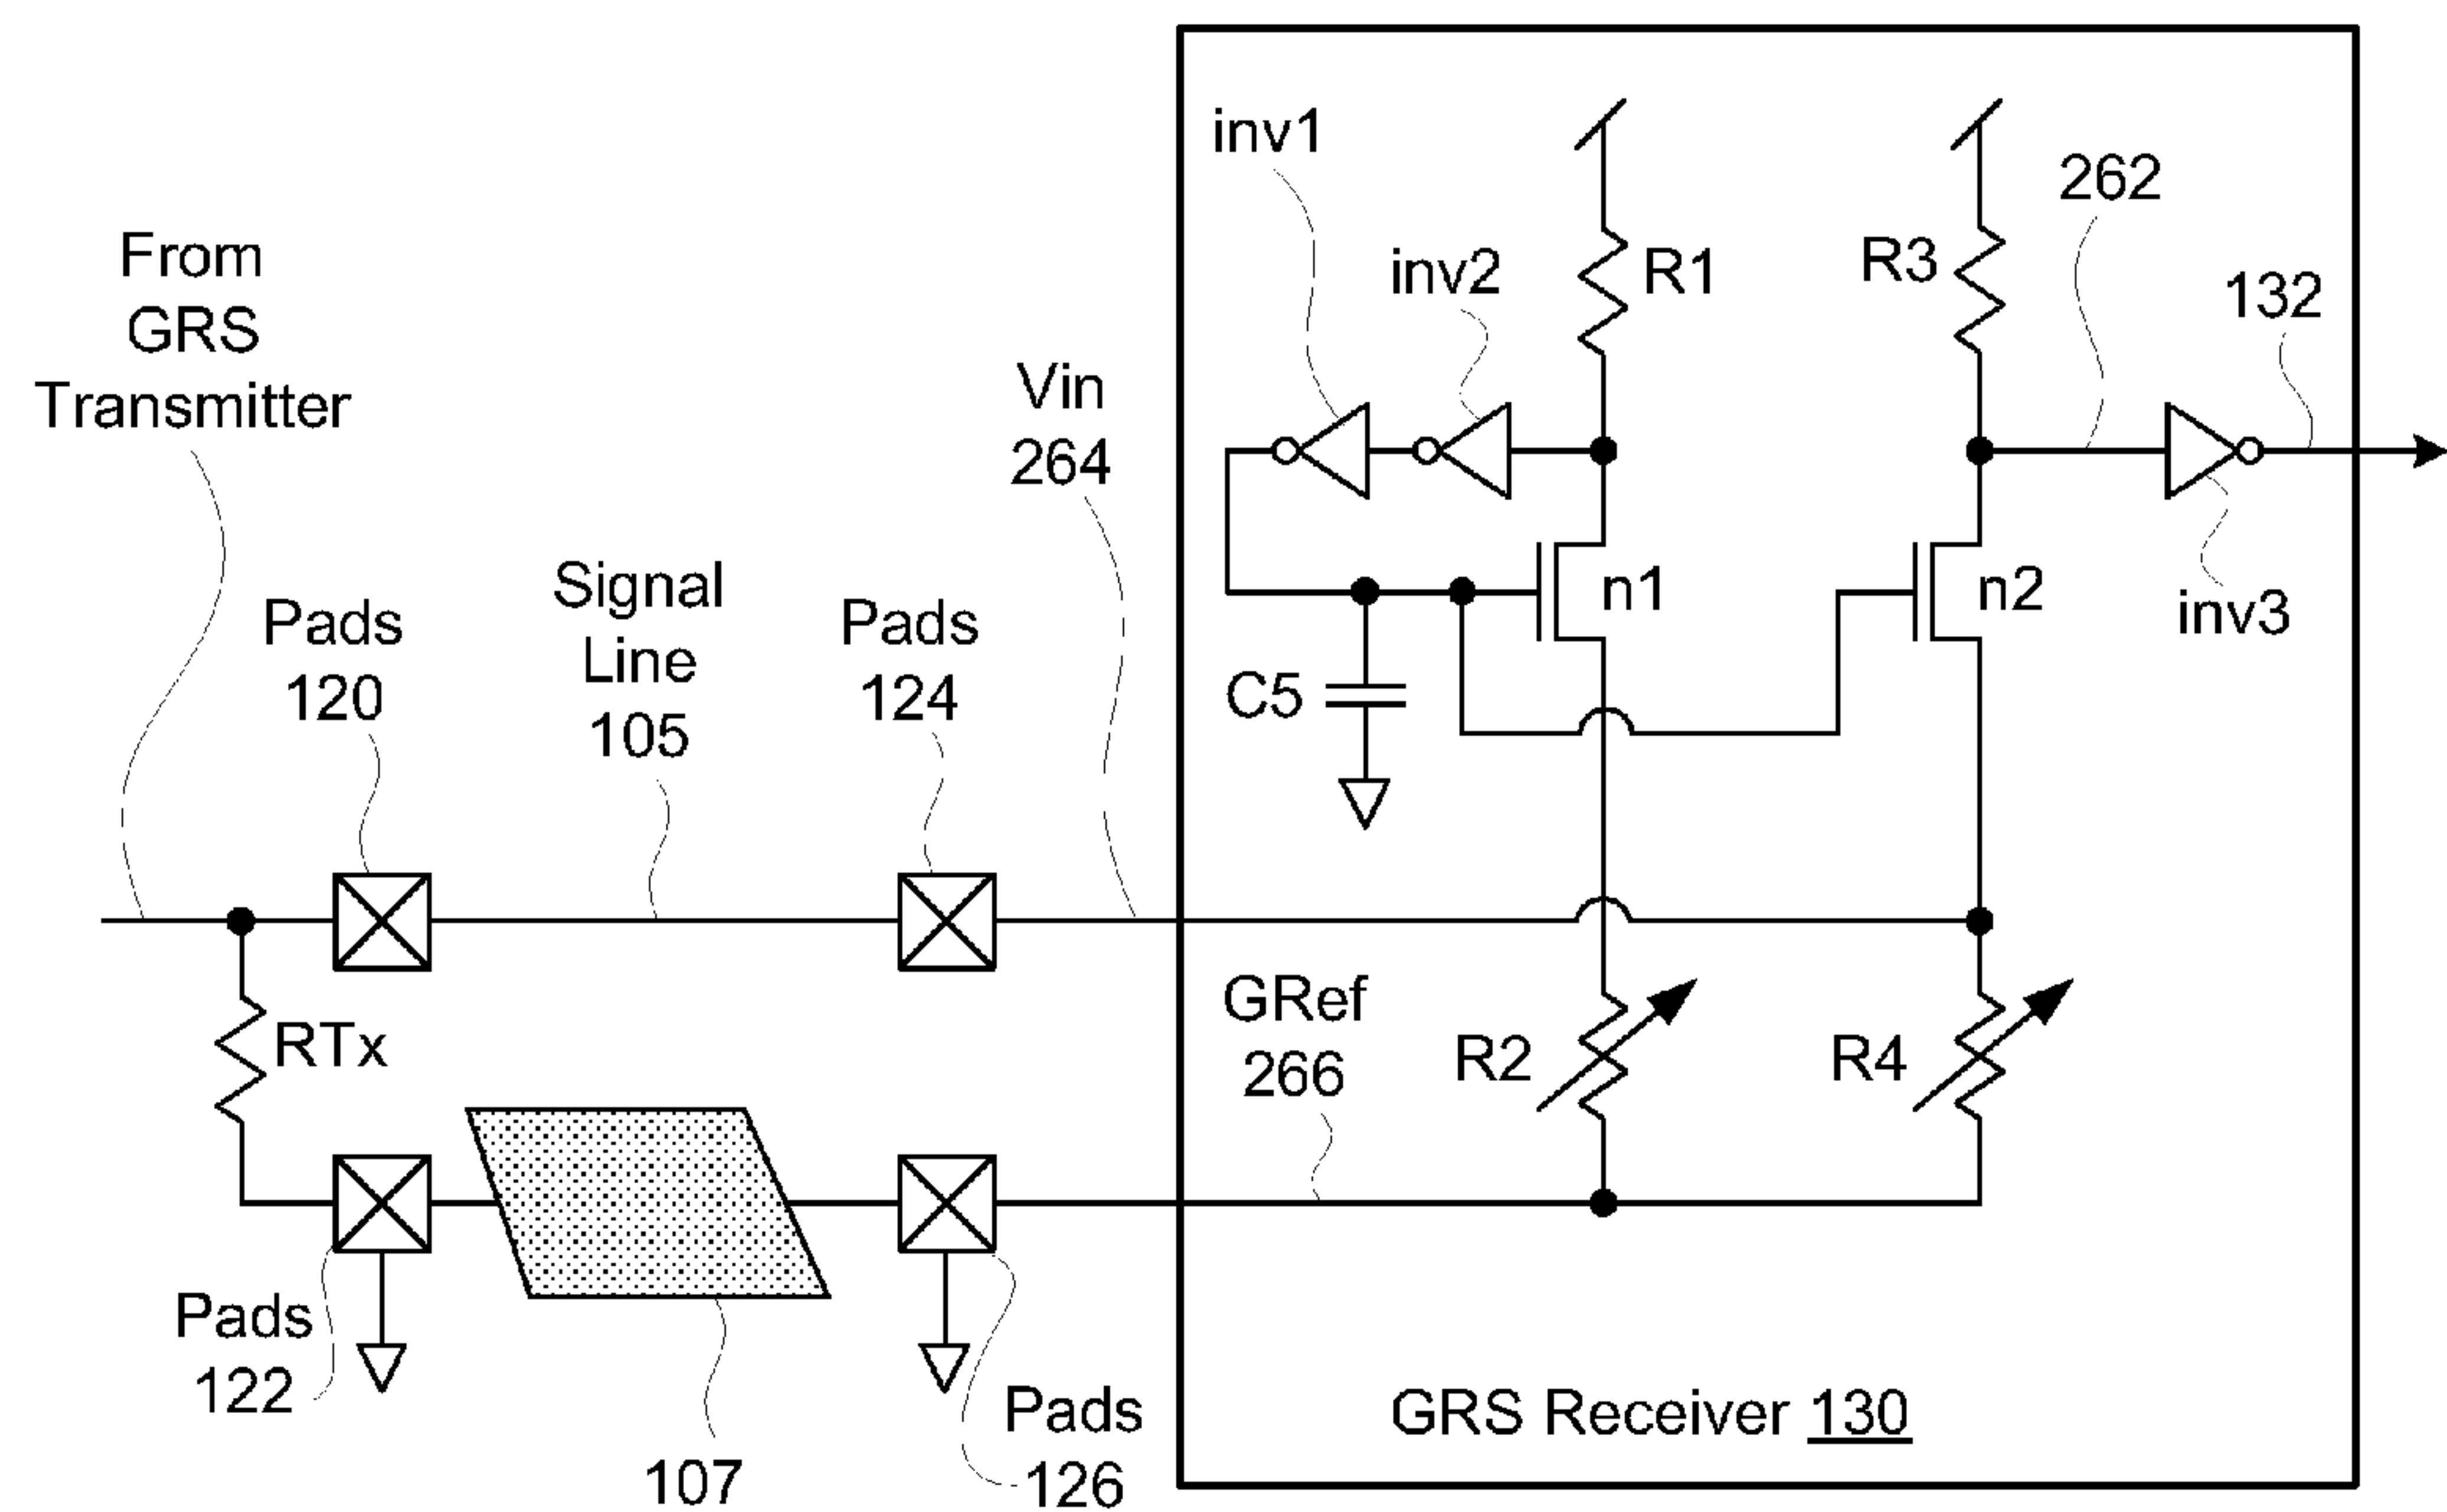 From
GRS
Transmitter
Pads
120
Signal
Line
105
Pads
124
Vin
264
inv1
inv2
R1
R3
262
132
n1
n2
inv3
C5
RTx
GRef
266
R2
R4
Pads
122
107
Pads
126
GRS Receiver 130